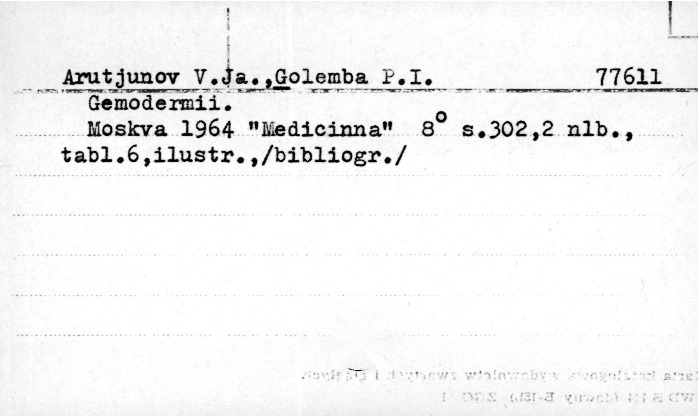 Arutjunov V.Ja.,Golemba P.I. 77611
Gemodermii.
Moskva 1964 "Medicinna" 8° s.302,2 nlb.,
tabl.6,ilustr.,/bibliogr./